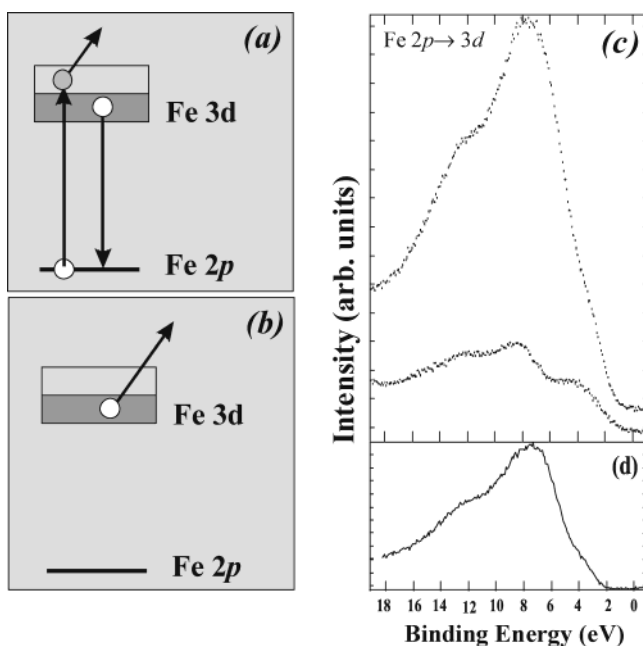 (a)
Fe 3d
Fe 2p
(b)
Fe 3d
Fe 2p
Fe 2p→ 3d
(c)
Intensity (arb. units)
(d)
18 16 14 12 10 8 6 4 2 0
Binding Energy (eV)